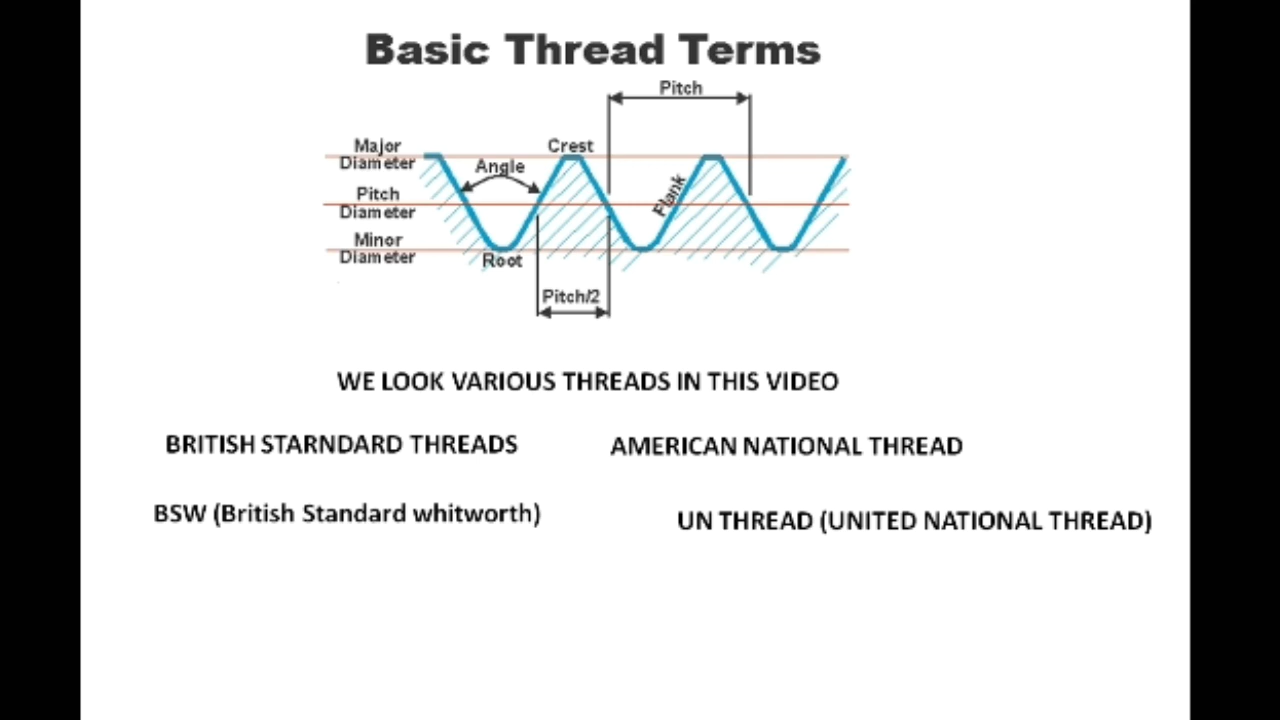 Basic Thread Terms
Pitch
Major
Diameter
Crest
Angle
Pitch
Diameter
Flank
Minor
Diameter
Root
Pitch/2
WE LOOK VARIOUS THREADS IN THIS VIDEO
BRITISH STARNDARD THREADS
AMERICAN NATIONAL THREAD
BSW (British Standard whitworth)
UN THREAD (UNITED NATIONAL THREAD)